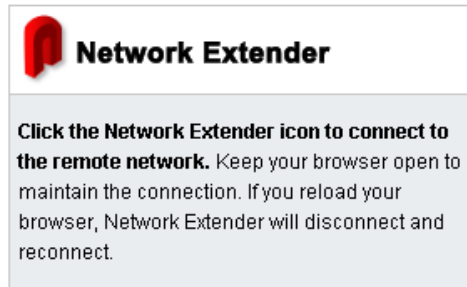 Network Extender
Click the Network Extender icon to connect to
the remote network. Keep your browser open to
maintain the connection. If you reload your
browser, Network Extender will disconnect and
reconnect.